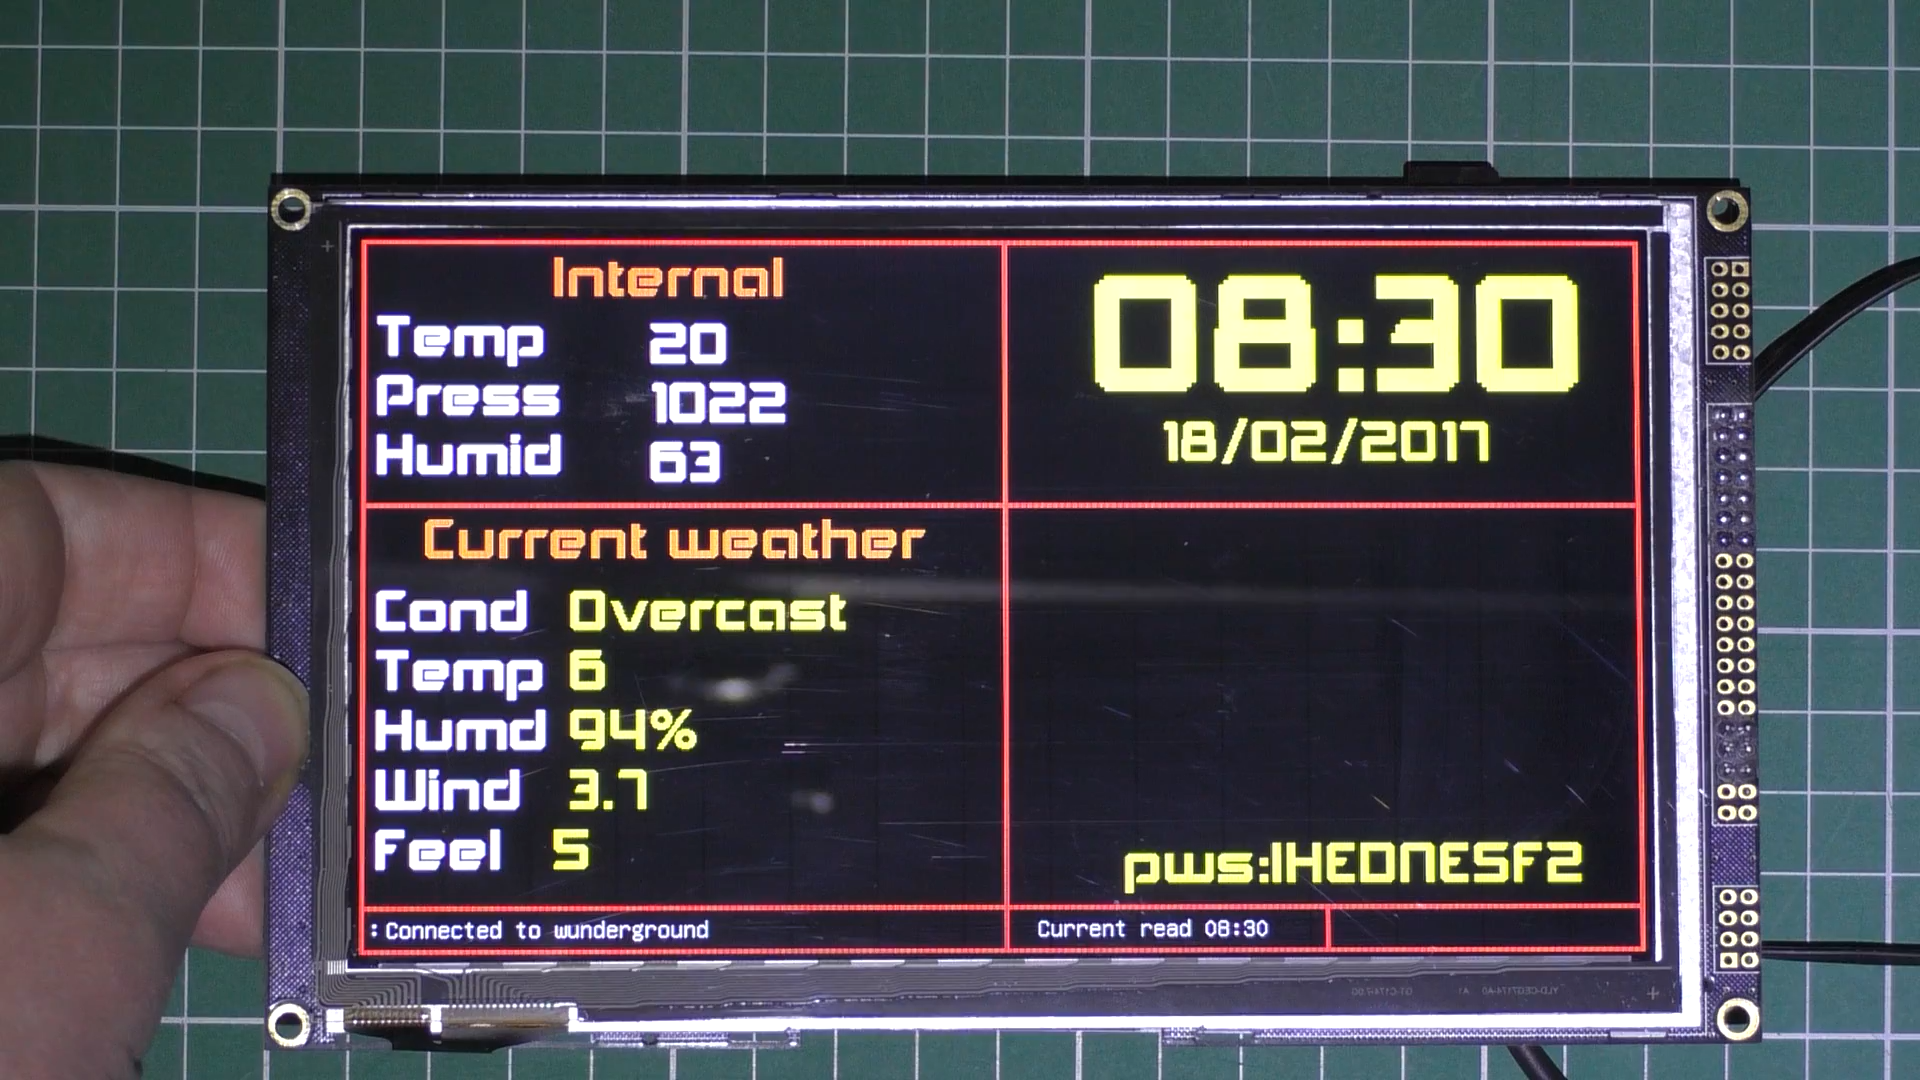 Internal
Temp 20
Press 1022
Humid 63
08:30
18/02/2017
Current weather
Cond Overcast
Temp 6
Humd 94%
Wind 3.7
Feel 5
pws:IHEDNESF2
: Connected to wunderground
Current read 08:30